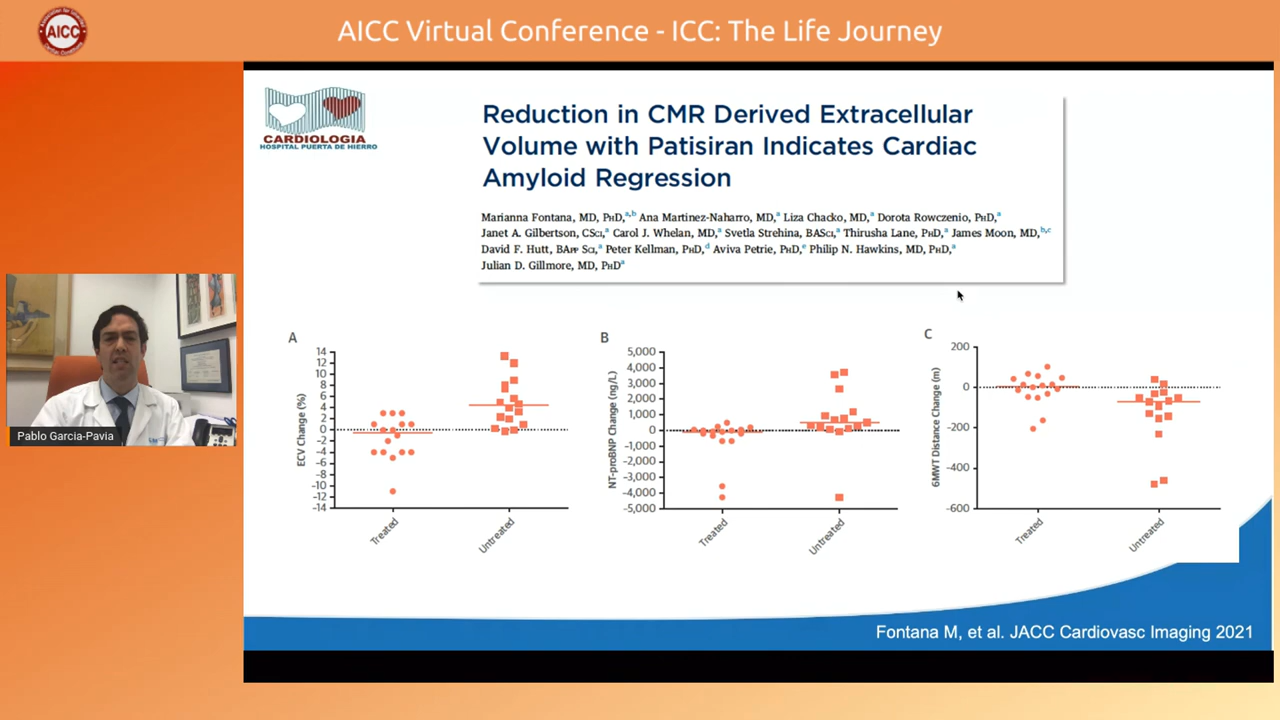 AICC Virtual Conference - ICC: The Life Journey
AICC
CARDIOLOGIA
HOSPITAL PUERTA DE HIERRO
Reduction in CMR Derived Extracellular
Volume with Patisiran Indicates Cardiac
Amyloid Regression
Marianna Fontana, MD, PhD,a,b Ana Martinez-Naharro, MD,a Liza Chacko, MD,a Dorota Rowczenio, PhD,a
Janet A. Gilbertson, CSci,a Carol J. Whelan, MD,a Svetla Strehina, BASci,a Thirusha Lane, PhD,a James Moon, MD,b,c
David F. Hutt, BApp Sci,a Peter Kellman, PhD,d Aviva Petrie, PhD,e Philip N. Hawkins, MD, PhD,a
Julian D. Gillmore, MD, PhDa
A
ECV Change (%)
14
12
10
8
6
4
2
0
-2
-4
-6
-8
-10
-12
-14
Treated
Untreated
B
NT-proBNP Change (ng/L)
5,000
4,000
3,000
2,000
1,000
0
-1,000
-2,000
-3,000
-4,000
-5,000
Treated
Untreated
C
6MWT Distance Change (m)
200
0
-200
-400
-600
Treated
Untreated
Pablo Garcia-Pavia
Fontana M, et al. JACC Cardiovasc Imaging 2021